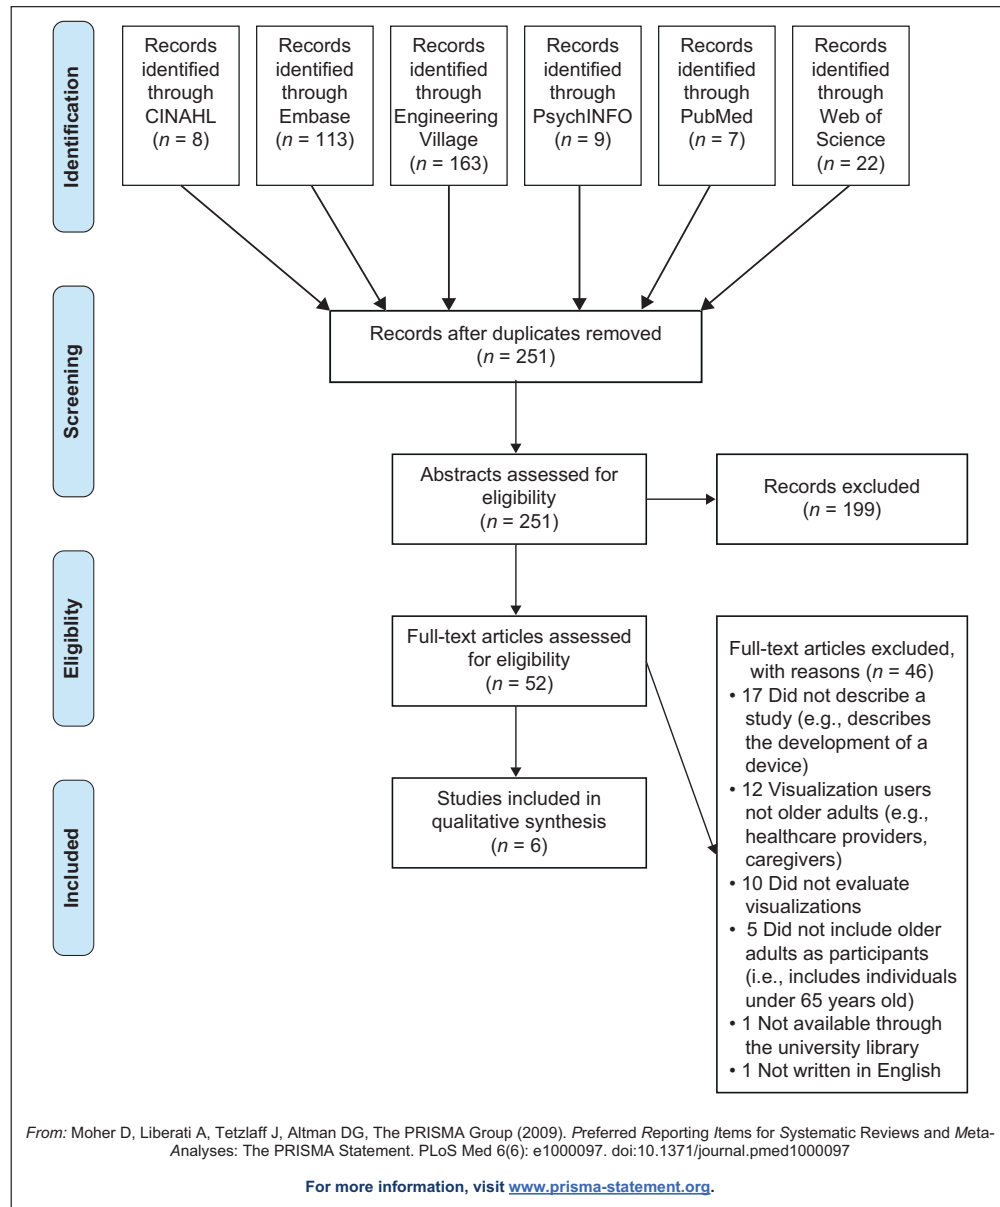 Identification
Records
identified
through
CINAHL
(n = 8)
Records
identified
through
Embase
(n = 113)
Records
identified
through
Engineering
Village
(n = 163)
Records
identified
through
PsychINFO
(n = 9)
Records
identified
through
PubMed
(n = 7)
Records
identified
through
Web of
Science
(n = 22)
Screening
Records after duplicates removed
(n = 251)
Abstracts assessed for
eligibility
(n = 251)
Records excluded
(n = 199)
Eligiblity
Full-text articles assessed
for eligibility
(n = 52)
Full-text articles excluded,
with reasons (n = 46)
• 17 Did not describe a
study (e.g., describes
the development of a
device)
• 12 Visualization users
not older adults (e.g.,
healthcare providers,
caregivers)
• 10 Did not evaluate
visualizations
• 5 Did not include older
adults as participants
(i.e., includes individuals
under 65 years old)
• 1 Not available through
the university library
• 1 Not written in English
Included
Studies included in
qualitative synthesis
(n = 6)
From: Moher D, Liberati A, Tetzlaff J, Altman DG, The PRISMA Group (2009). Preferred Reporting Items for Systematic Reviews and Meta-
Analyses: The PRISMA Statement. PLoS Med 6(6): e1000097. doi:10.1371/journal.pmed1000097
For more information, visit www.prisma-statement.org.